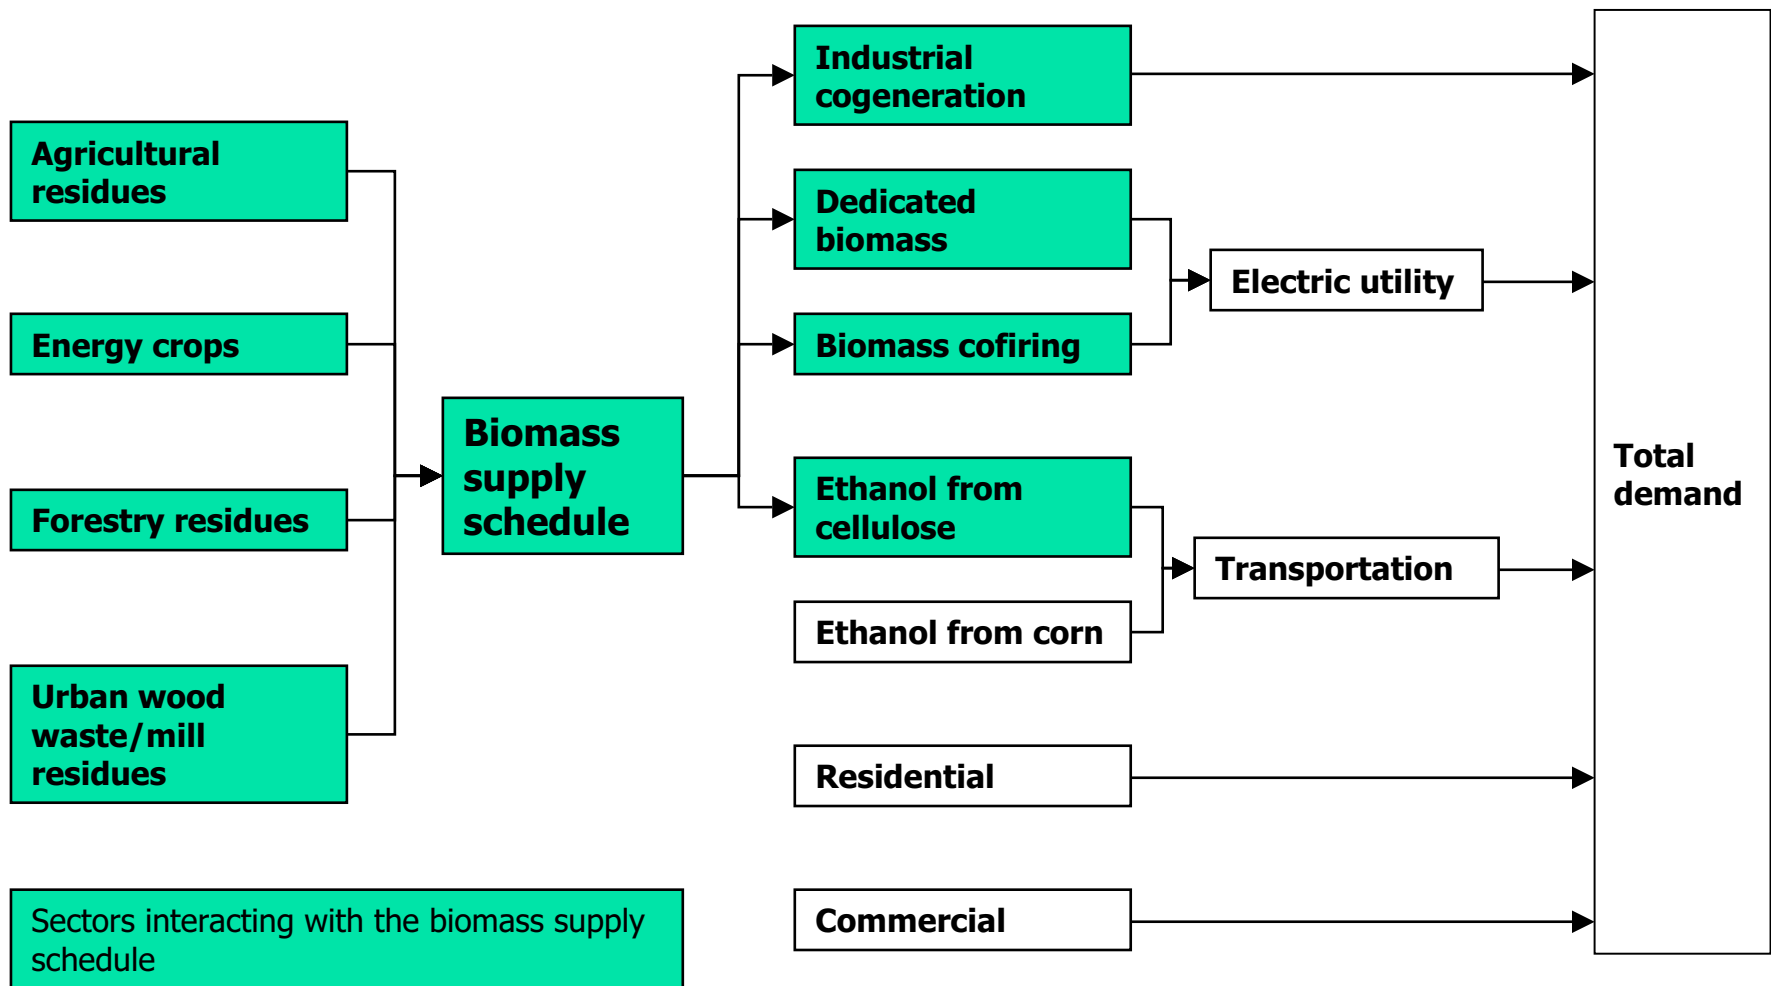 Agricultural
residues
Energy crops
Forestry residues
Urban wood
waste/mill
residues
Biomass
supply
schedule
Industrial
cogeneration
Dedicated
biomass
Biomass cofiring
Ethanol from
cellulose
Ethanol from corn
Residential
Commercial
Electric utility
Transportation
Total
demand
Sectors interacting with the biomass supply
schedule